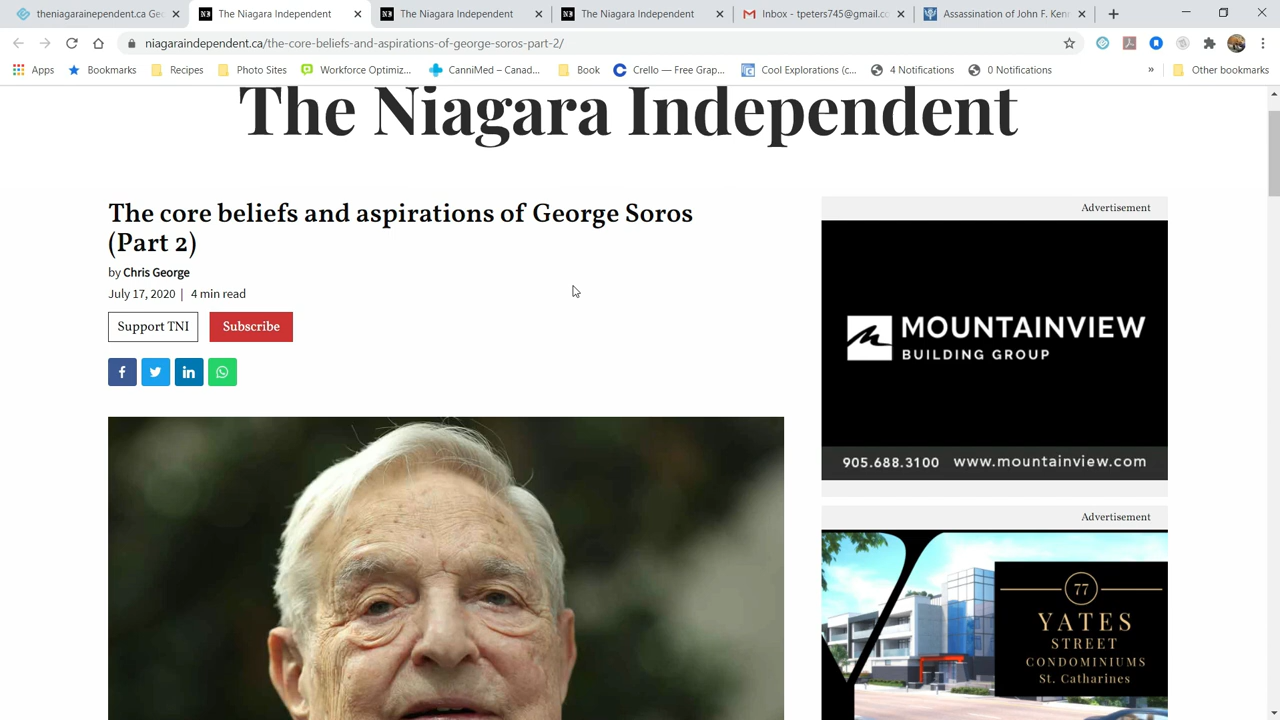 theniagarainependent.ca Ge
The Niagara Independent
The Niagara Independent
The Niagara Independent
Inbox - tpeters745@gmail.c
Assassination of John F. Ken
niagaraindependent.ca/the-core-beliefs-and-aspirations-of-george-soros-part-2/
Apps
Bookmarks
Recipes
Photo Sites
Workforce Optimiz...
CanniMed – Canad...
Book
Crello — Free Grap...
Cool Explorations (c...
4 Notifications
0 Notifications
»
Other bookmarks
The Niagara Independent
The core beliefs and aspirations of George Soros
(Part 2)
by Chris George
July 17, 2020 | 4 min read
Support TNI
Subscribe
Advertisement
MOUNTAINVIEW
BUILDING GROUP
905.688.3100 www.mountainview.com
Advertisement
77
YATES
STREET
CONDOMINIUMS
St. Catharines